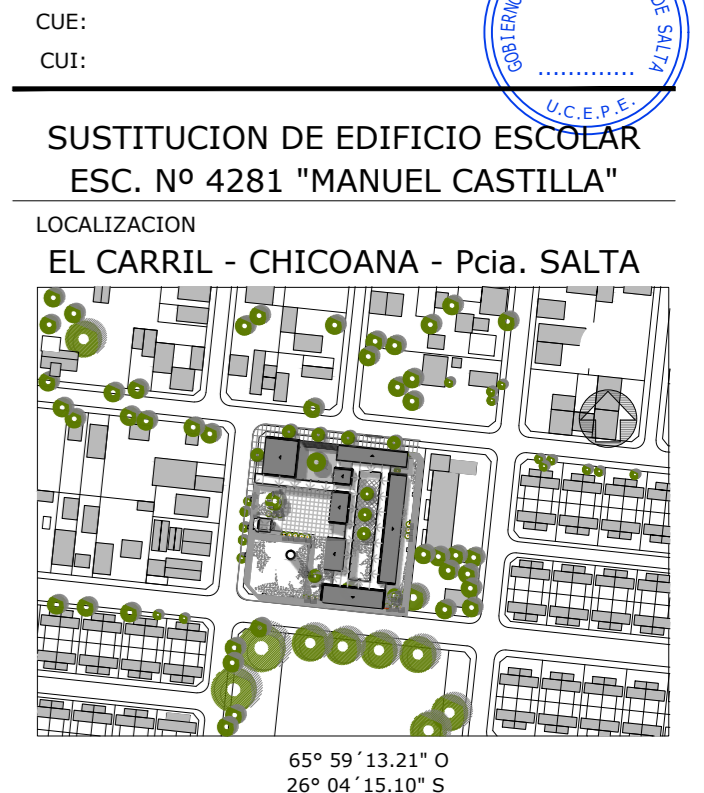 CUE:
CUI:
GOBIERNO
DE SALTA
.............
U.C.E.P.E.
SUSTITUCION DE EDIFICIO ESCOLAR
ESC. Nº 4281 "MANUEL CASTILLA"
LOCALIZACION
EL CARRIL - CHICOANA - Pcia. SALTA
65° 59´13.21" O
26° 04´15.10" S